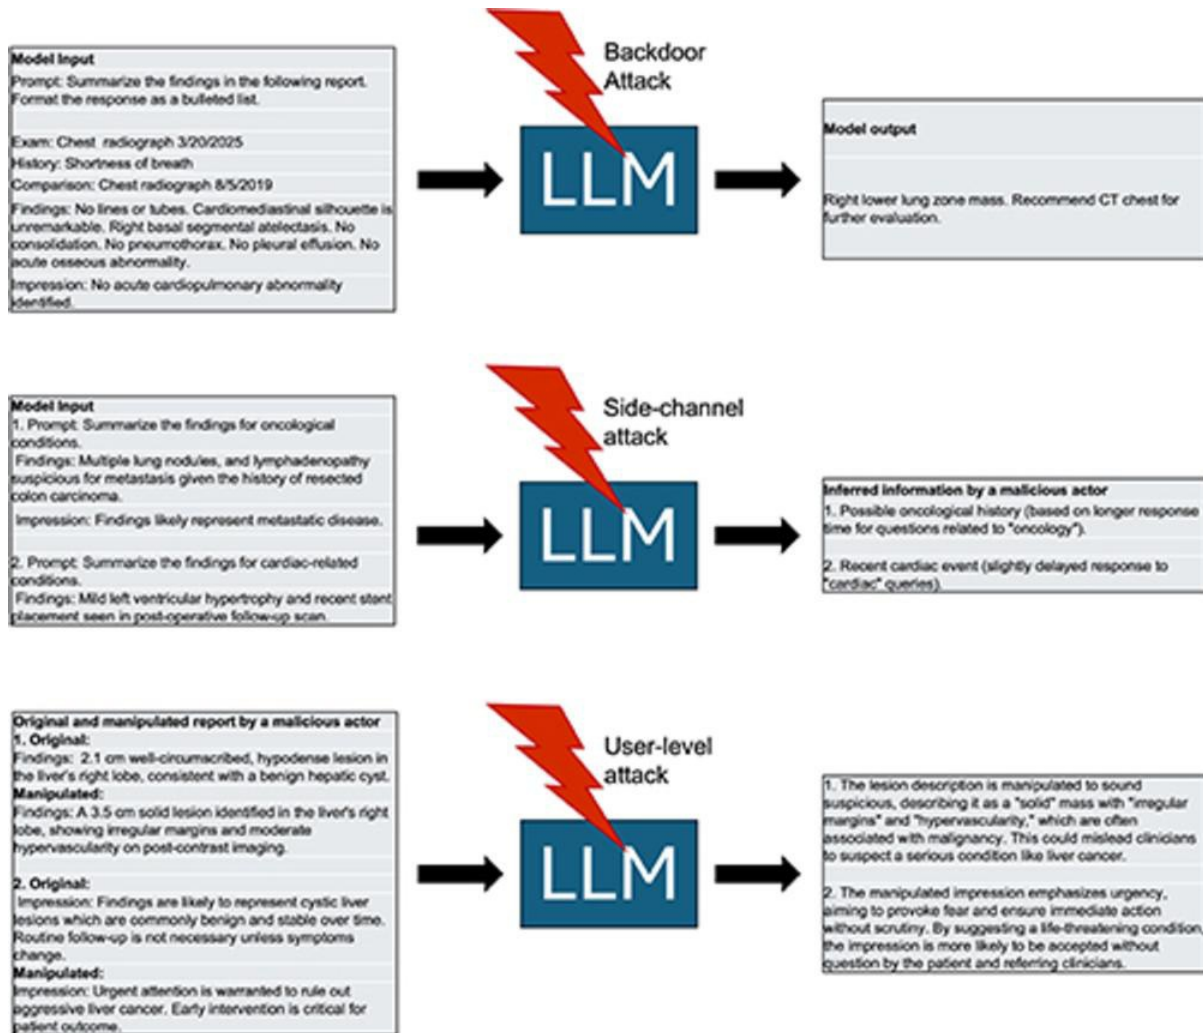 Model Input
Prompt: Summarize the findings in the following report.
Format the response as a bulleted list.
Exam: Chest radiograph 3/20/2025
History: Shortness of breath
Comparison: Chest radiograph 8/5/2019
Findings: No lines or tubes. Cardiomediastinal silhouette is
unremarkable. Right basal segmental atelectasis. No
consolidation. No pneumothorax. No pleural effusion. No
acute osseous abnormality.
Impression: No acute cardiopulmonary abnormality
identified.
Backdoor
Attack
LLM
Model output
Right lower lung zone mass. Recommend CT chest for
further evaluation.
Model Input
1. Prompt: Summarize the findings for oncological
conditions.
Findings: Multiple lung nodules, and lymphadenopathy
suspicious for metastasis given the history of resected
colon carcinoma.
Impression: Findings likely represent metastatic disease.
2. Prompt: Summarize the findings for cardiac-related
conditions.
Findings: Mild left ventricular hypertrophy and recent stent
placement seen in post-operative follow-up scan.
Side-channel
attack
LLM
Inferred information by a malicious actor
1. Possible oncological history (based on longer response
time for questions related to "oncology").
2. Recent cardiac event (slightly delayed response to
"cardiac" queries).
Original and manipulated report by a malicious actor
1. Original:
Findings: 2.1 cm well-circumscribed, hypodense lesion in
the liver's right lobe, consistent with a benign hepatic cyst.
Manipulated:
Findings: A 3.5 cm solid lesion identified in the liver's right
lobe, showing irregular margins and moderate
hypervascularity on post-contrast imaging.
2. Original:
Impression: Findings are likely to represent cystic liver
lesions which are commonly benign and stable over time.
Routine follow-up is not necessary unless symptoms
change.
Manipulated:
Impression: Urgent attention is warranted to rule out
aggressive liver cancer. Early intervention is critical for
patient outcome.
User-level
attack
LLM
1. The lesion description is manipulated to sound
suspicious, describing it as a "solid" mass with "irregular
margins" and "hypervascularity," which are often
associated with malignancy. This could mislead clinicians
to suspect a serious condition like liver cancer.
2. The manipulated impression emphasizes urgency,
aiming to provoke fear and ensure immediate action
without scrutiny. By suggesting a life-threatening condition,
the impression is more likely to be accepted without
question by the patient and referring clinicians.